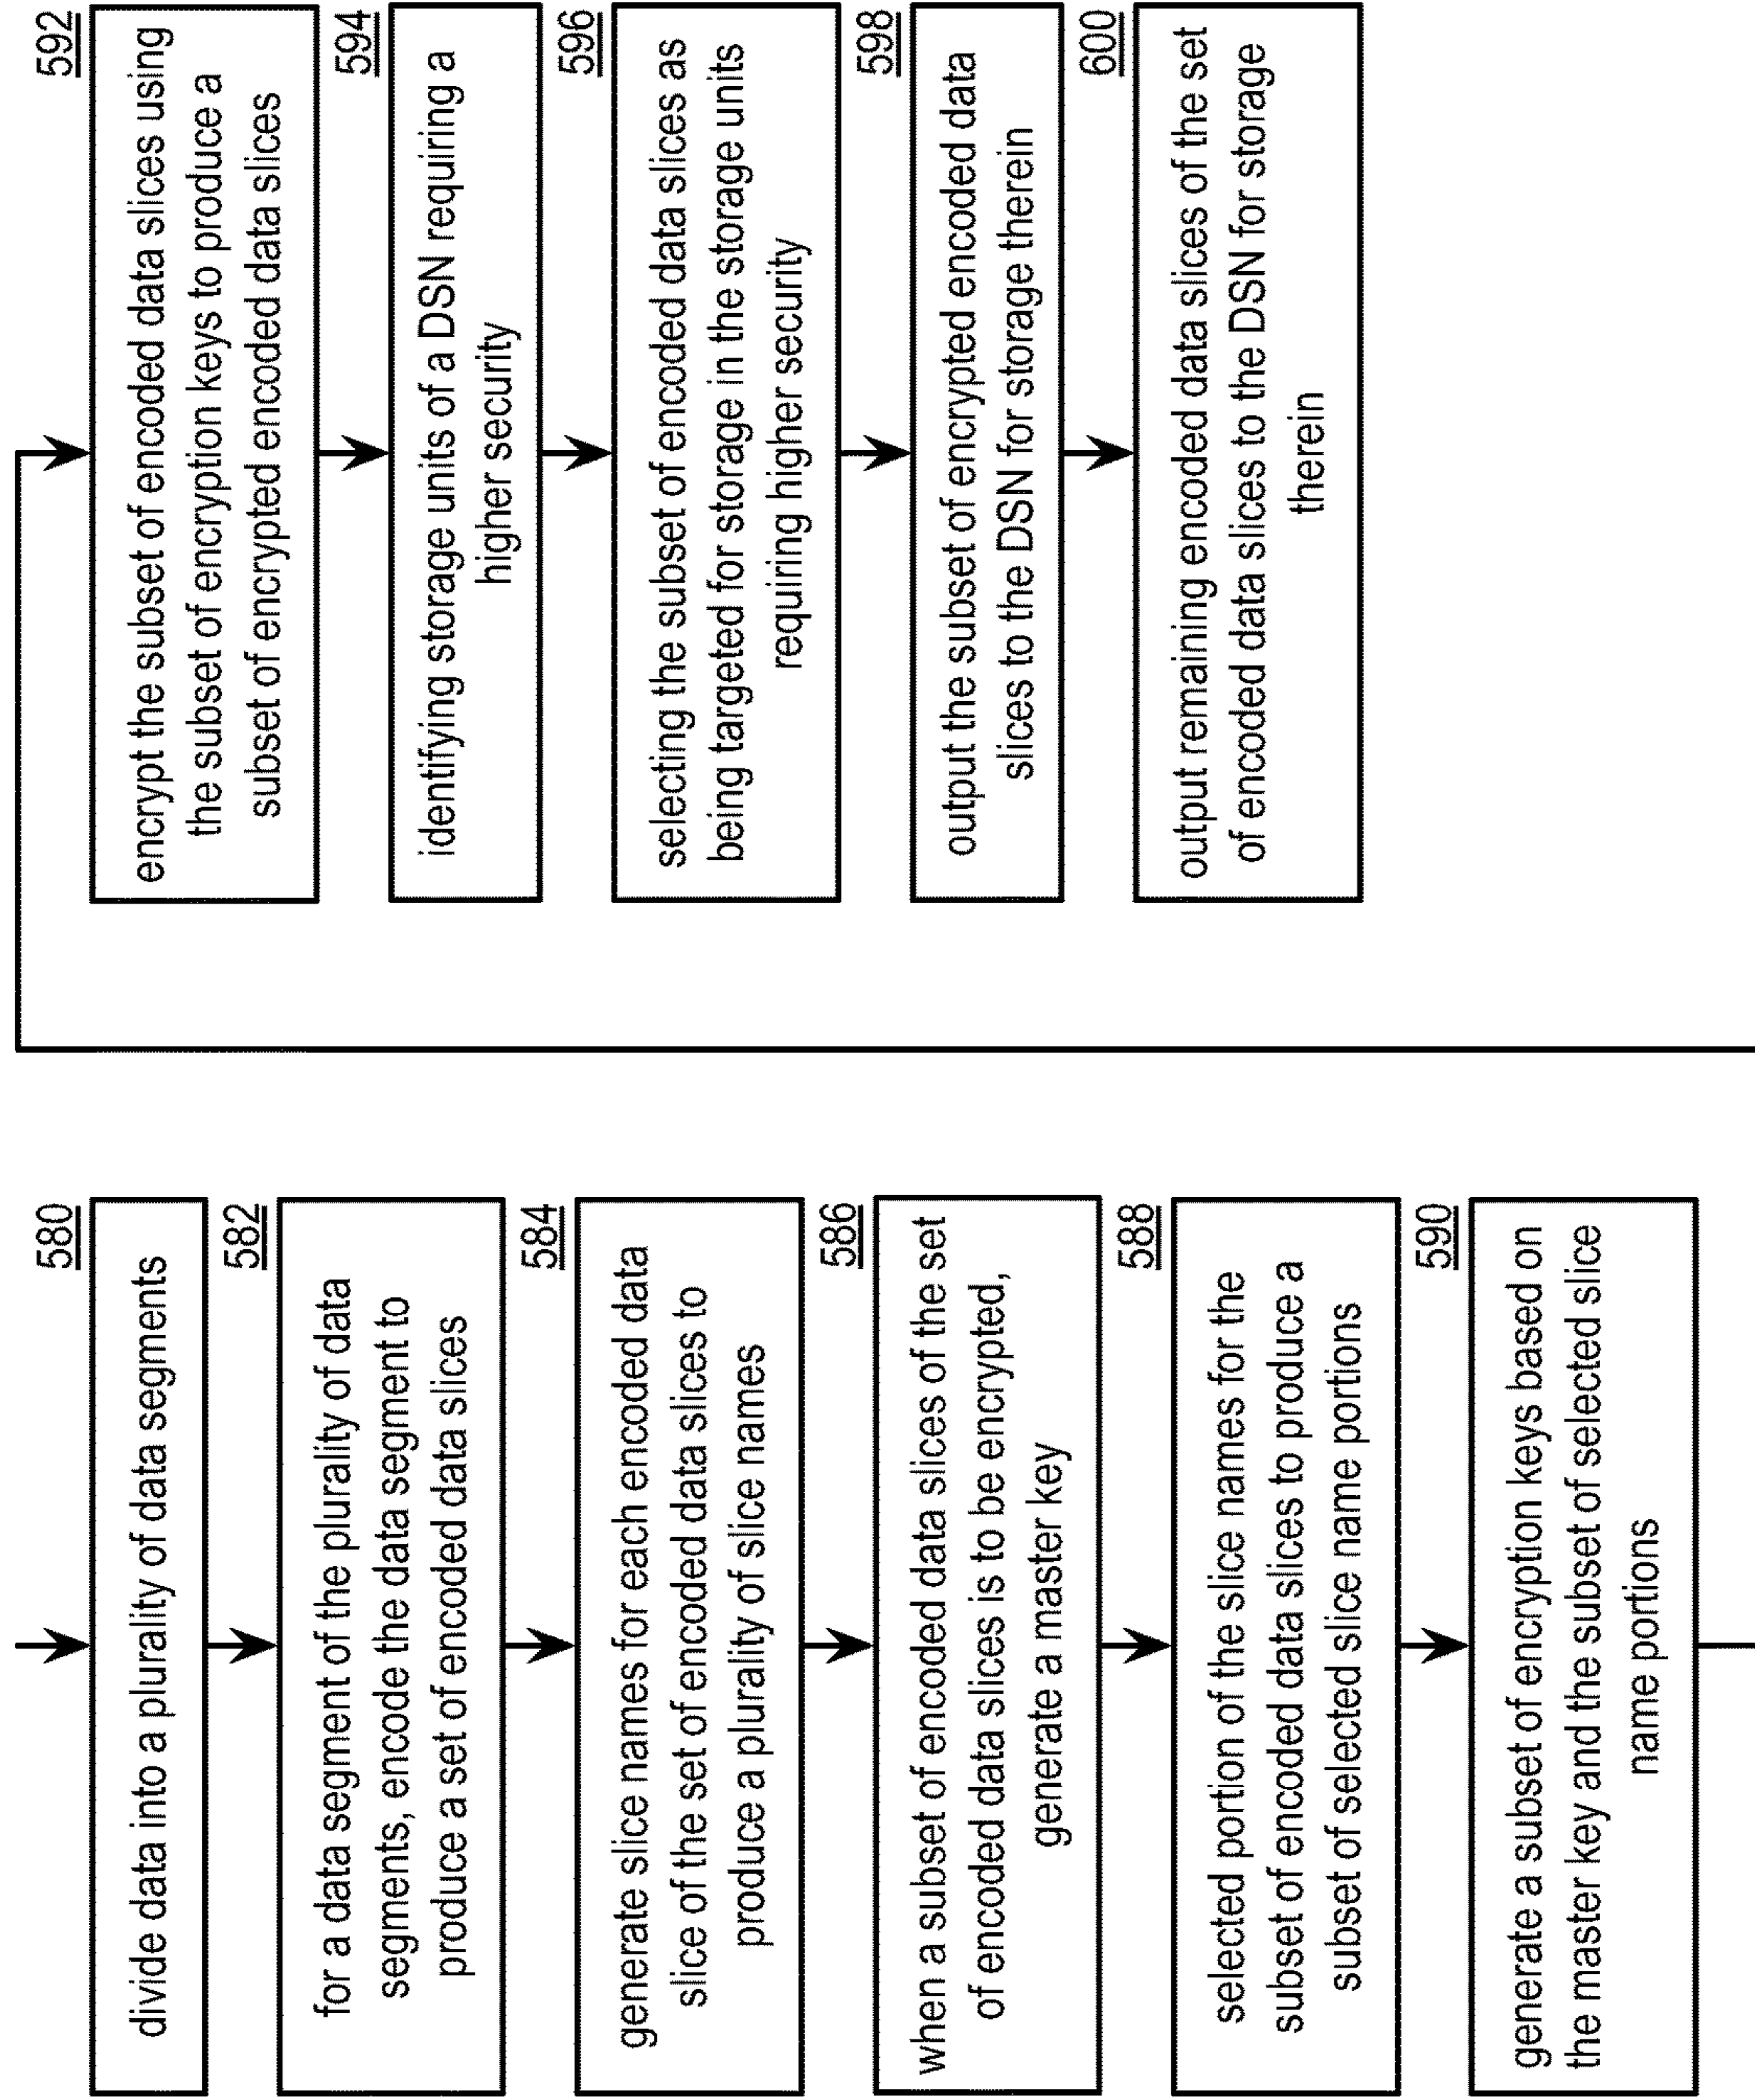 580
divide data into a plurality of data segments
582
for a data segment of the plurality of data
segments, encode the data segment to
produce a set of encoded data slices
584
generate slice names for each encoded data
slice of the set of encoded data slices to
produce a plurality of slice names
586
when a subset of encoded data slices of the set
of encoded data slices is to be encrypted,
generate a master key
588
selected portion of the slice names for the
subset of encoded data slices to produce a
subset of selected slice name portions
590
generate a subset of encryption keys based on
the master key and the subset of selected slice
name portions
592
encrypt the subset of encoded data slices using
the subset of encryption keys to produce a
subset of encrypted encoded data slices
594
identifying storage units of a DSN requiring a
higher security
596
selecting the subset of encoded data slices as
being targeted for storage in the storage units
requiring higher security
598
output the subset of encrypted encoded data
slices to the DSN for storage therein
600
output remaining encoded data slices of the set
of encoded data slices to the DSN for storage
therein